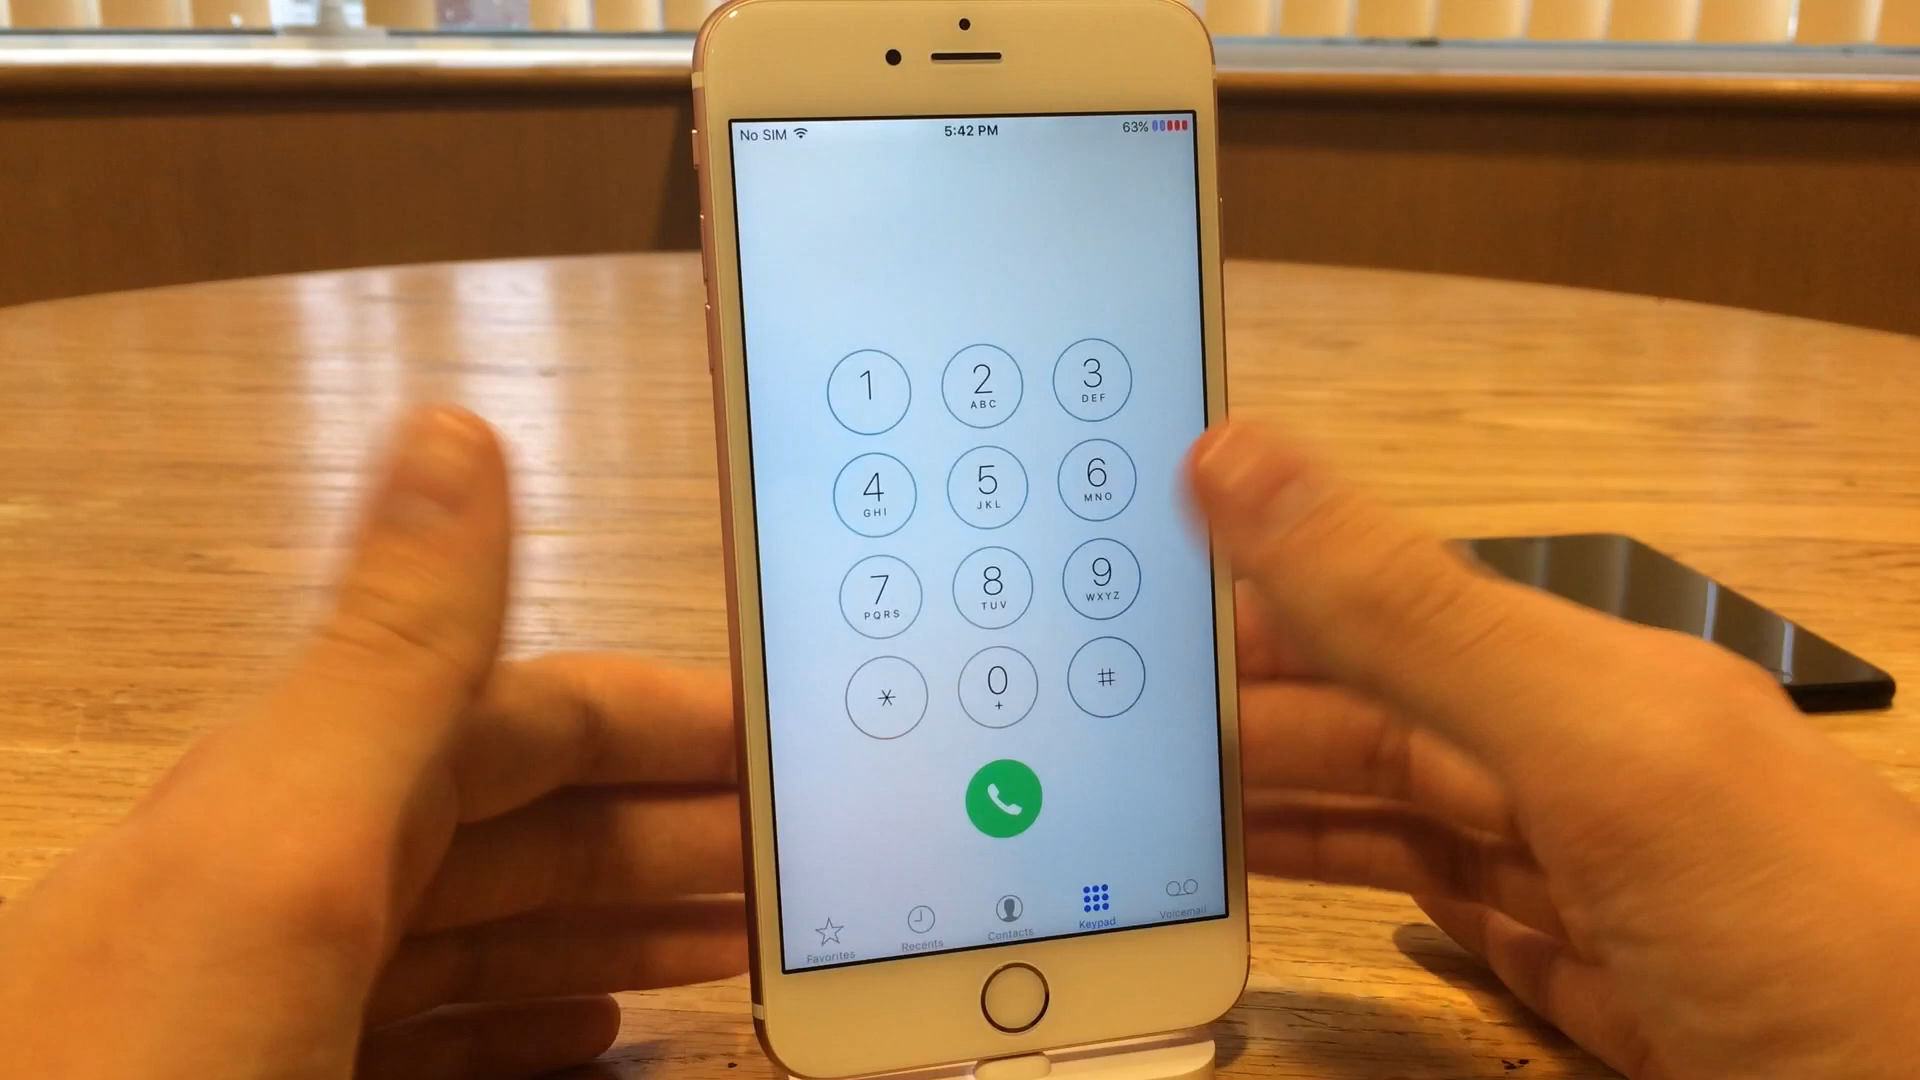 No SIM 5:42 PM 63%
1 2 3
ABC DEF
4 5 6
GHI JKL MNO
7 8 9
PQRS TUV WXYZ
* 0 #
+
Favorites Recents Contacts Keypad Voicemail